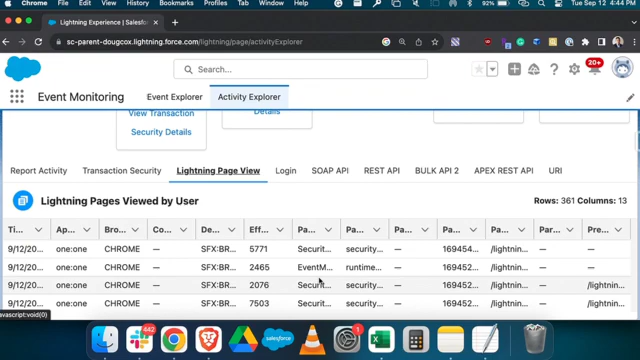 Chrome File Edit View History Bookmarks Profiles Tab Window Help 92% Tue Sep 12 4:44 PM
Lightning Experience | Salesfo
sc-parent-dougcox.lightning.force.com/lightning/page/activityExplorer
Search...
20+
Event Monitoring Event Explorer Activity Explorer
View Transaction
Security Details
Details
Report Activity Transaction Security Lightning Page View Login SOAP API REST API BULK API 2 APEX REST API URI
Lightning Pages Viewed by User Rows: 361 Columns: 13
Ti... Ap... Bro... Co... De... Eff... Pa... Pa... Pa... Pa... Pa... Par... Pre...
9/12/20... one:one CHROME — SFX:BR... 5771 Securit... security... — 169454... /lightnin... — —
9/12/20... one:one CHROME — SFX:BR... 2465 EventM... runtime... — 169452... /lightnin... — —
9/12/20... one:one CHROME — SFX:BR... 2076 Securit... security... — 169452... /lightnin... — /lightnin...
9/12/20... one:one CHROME — SFX:BR... 7503 Securit... security... — 169452... /lightnin... — /lightnin...
javascript:void(0)
442
salesforce
1